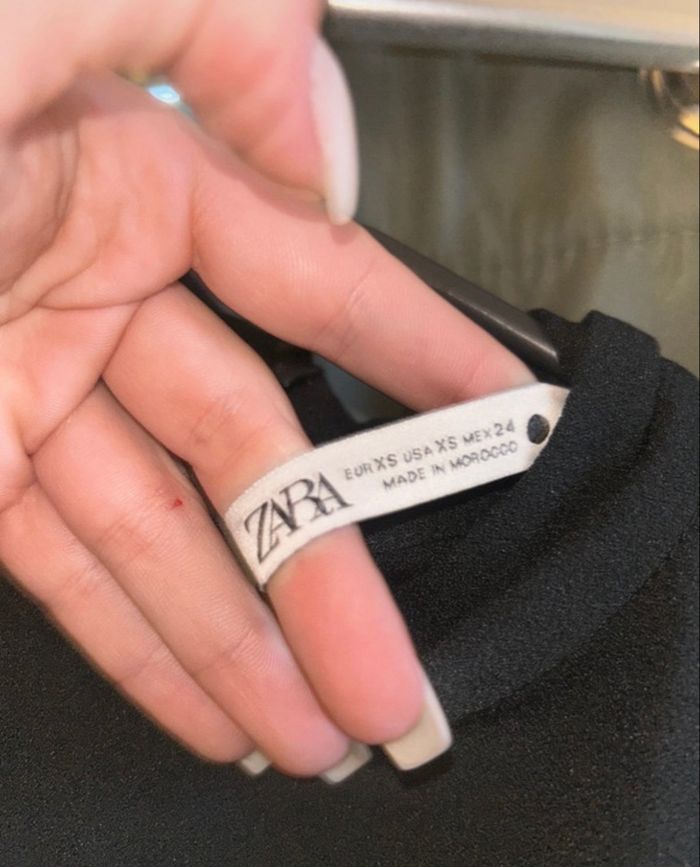 ZARA
EUR XS USA XS MEX 24
MADE IN MOROCCO